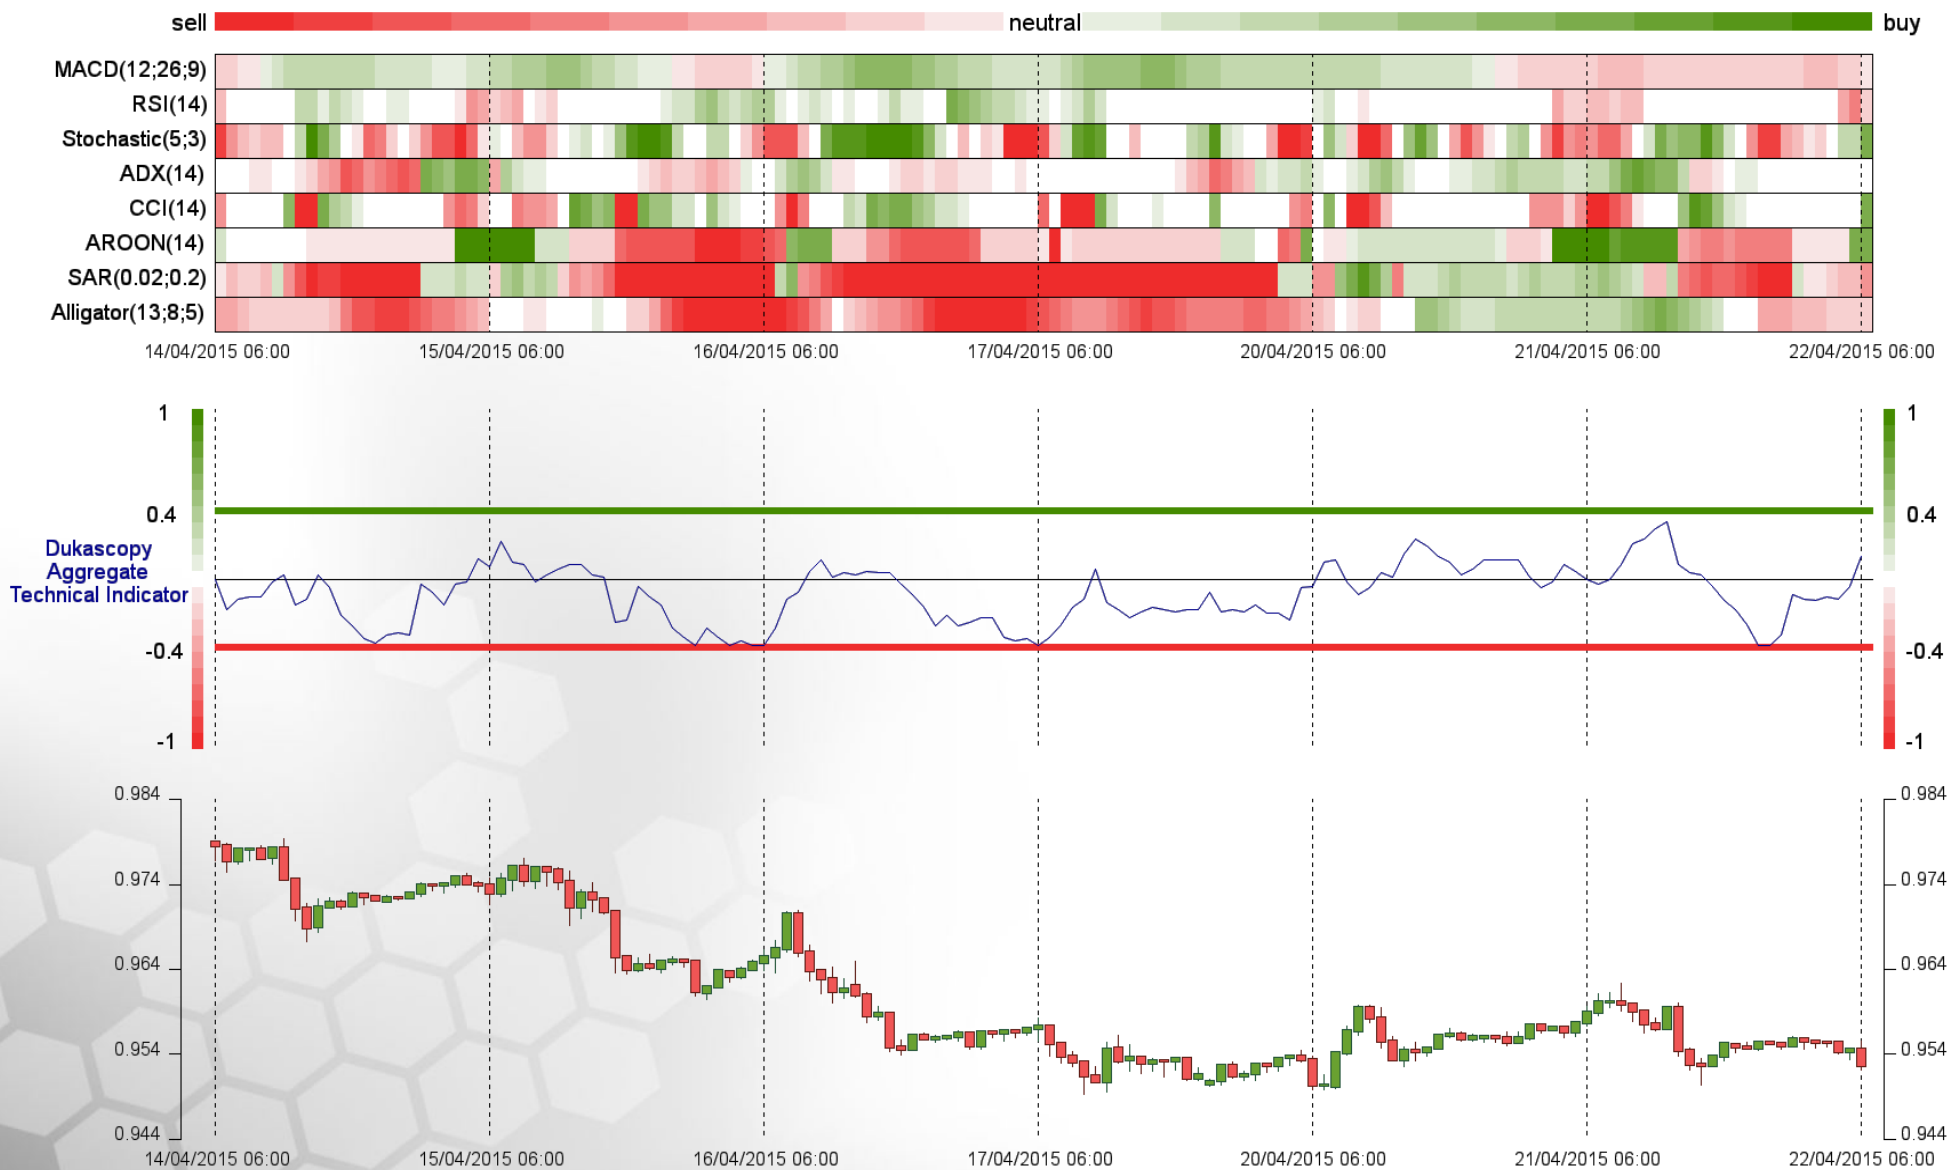 sell neutral buy
MACD(12;26;9)
RSI(14)
Stochastic(5;3)
ADX(14)
CCI(14)
AROON(14)
SAR(0.02;0.2)
Alligator(13;8;5)
14/04/2015 06:00 15/04/2015 06:00 16/04/2015 06:00 17/04/2015 06:00 20/04/2015 06:00 21/04/2015 06:00 22/04/2015 06:00
1 1
0.4 0.4
Dukascopy
Aggregate
Technical Indicator
-0.4 -0.4
-1 -1
0.984 0.984
0.974 0.974
0.964 0.964
0.954 0.954
0.944 0.944
14/04/2015 06:00 15/04/2015 06:00 16/04/2015 06:00 17/04/2015 06:00 20/04/2015 06:00 21/04/2015 06:00 22/04/2015 06:00